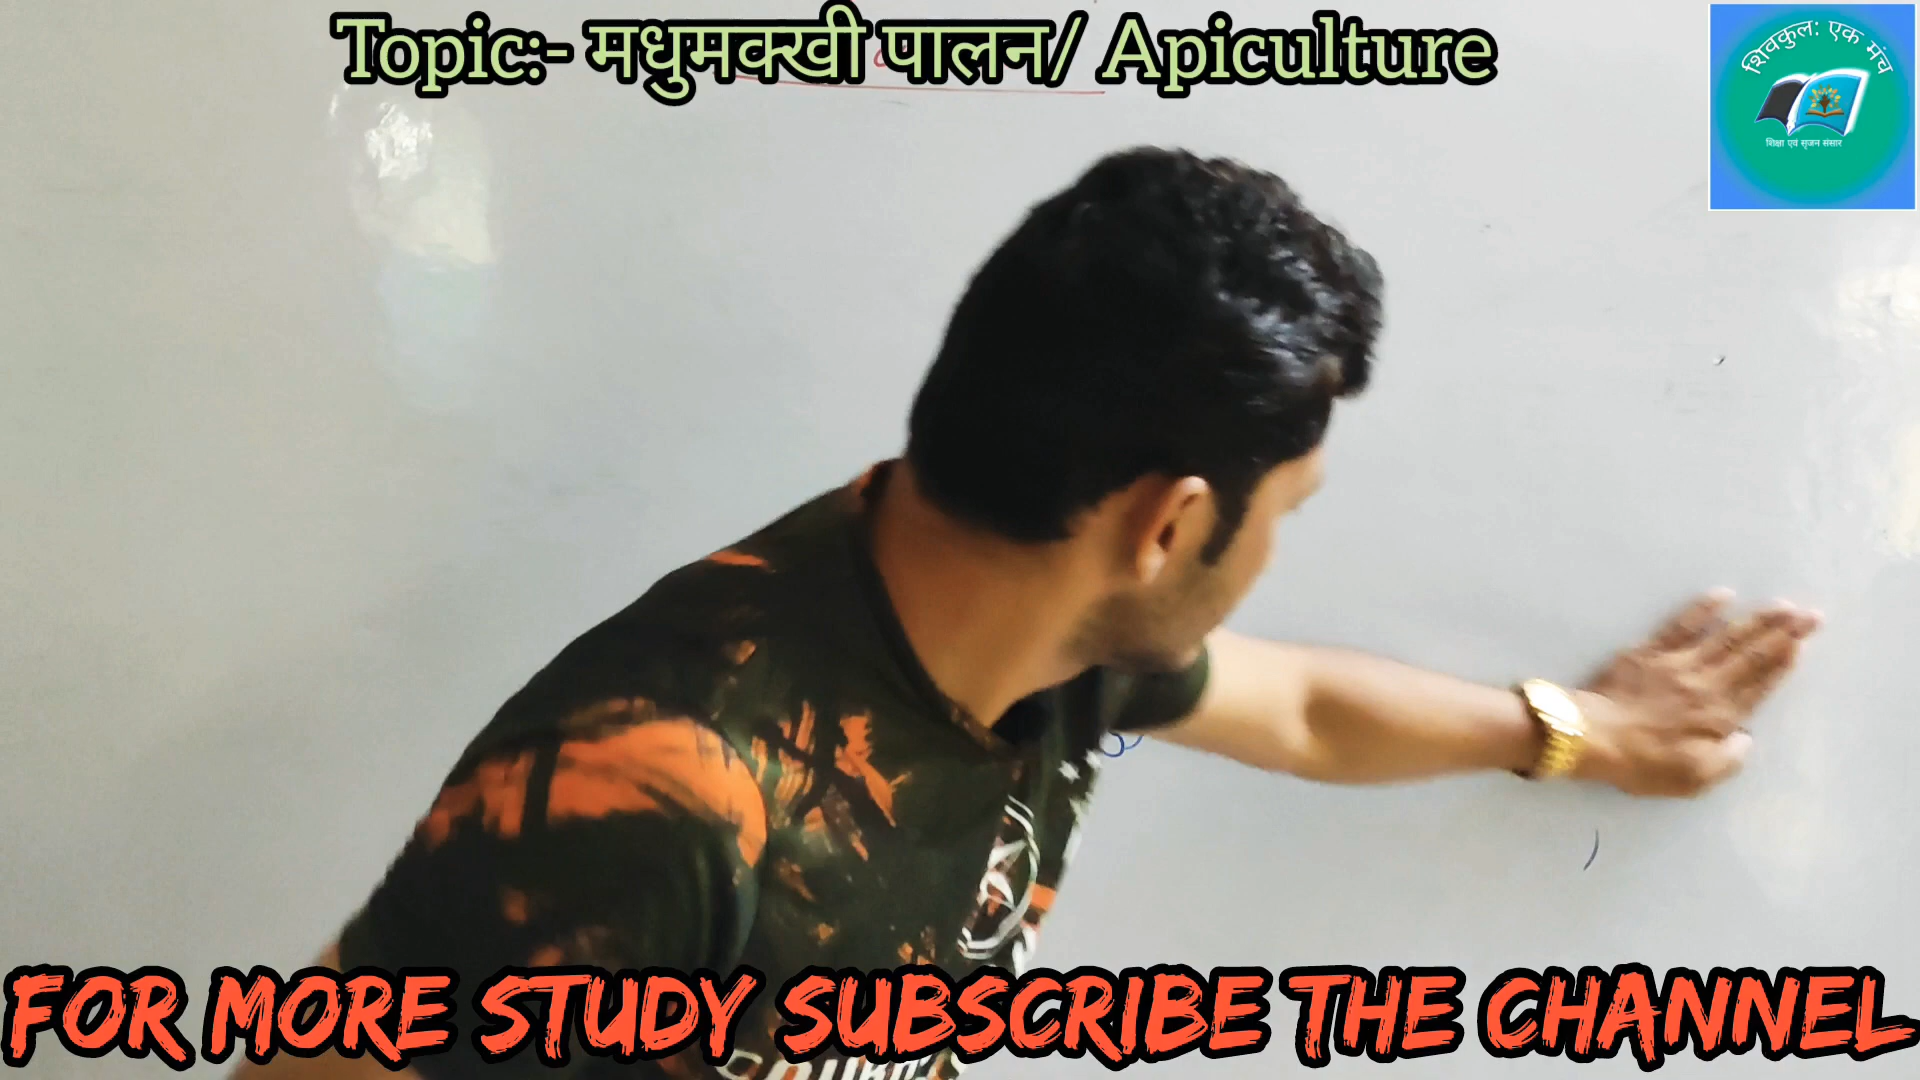 Topic:- मधुमक्खी पालन/ Apiculture
शिवकुल: एक मंच
शिक्षा एवं सृजन संसार
FOR MORE STUDY SUBSCRIBE THE CHANNEL